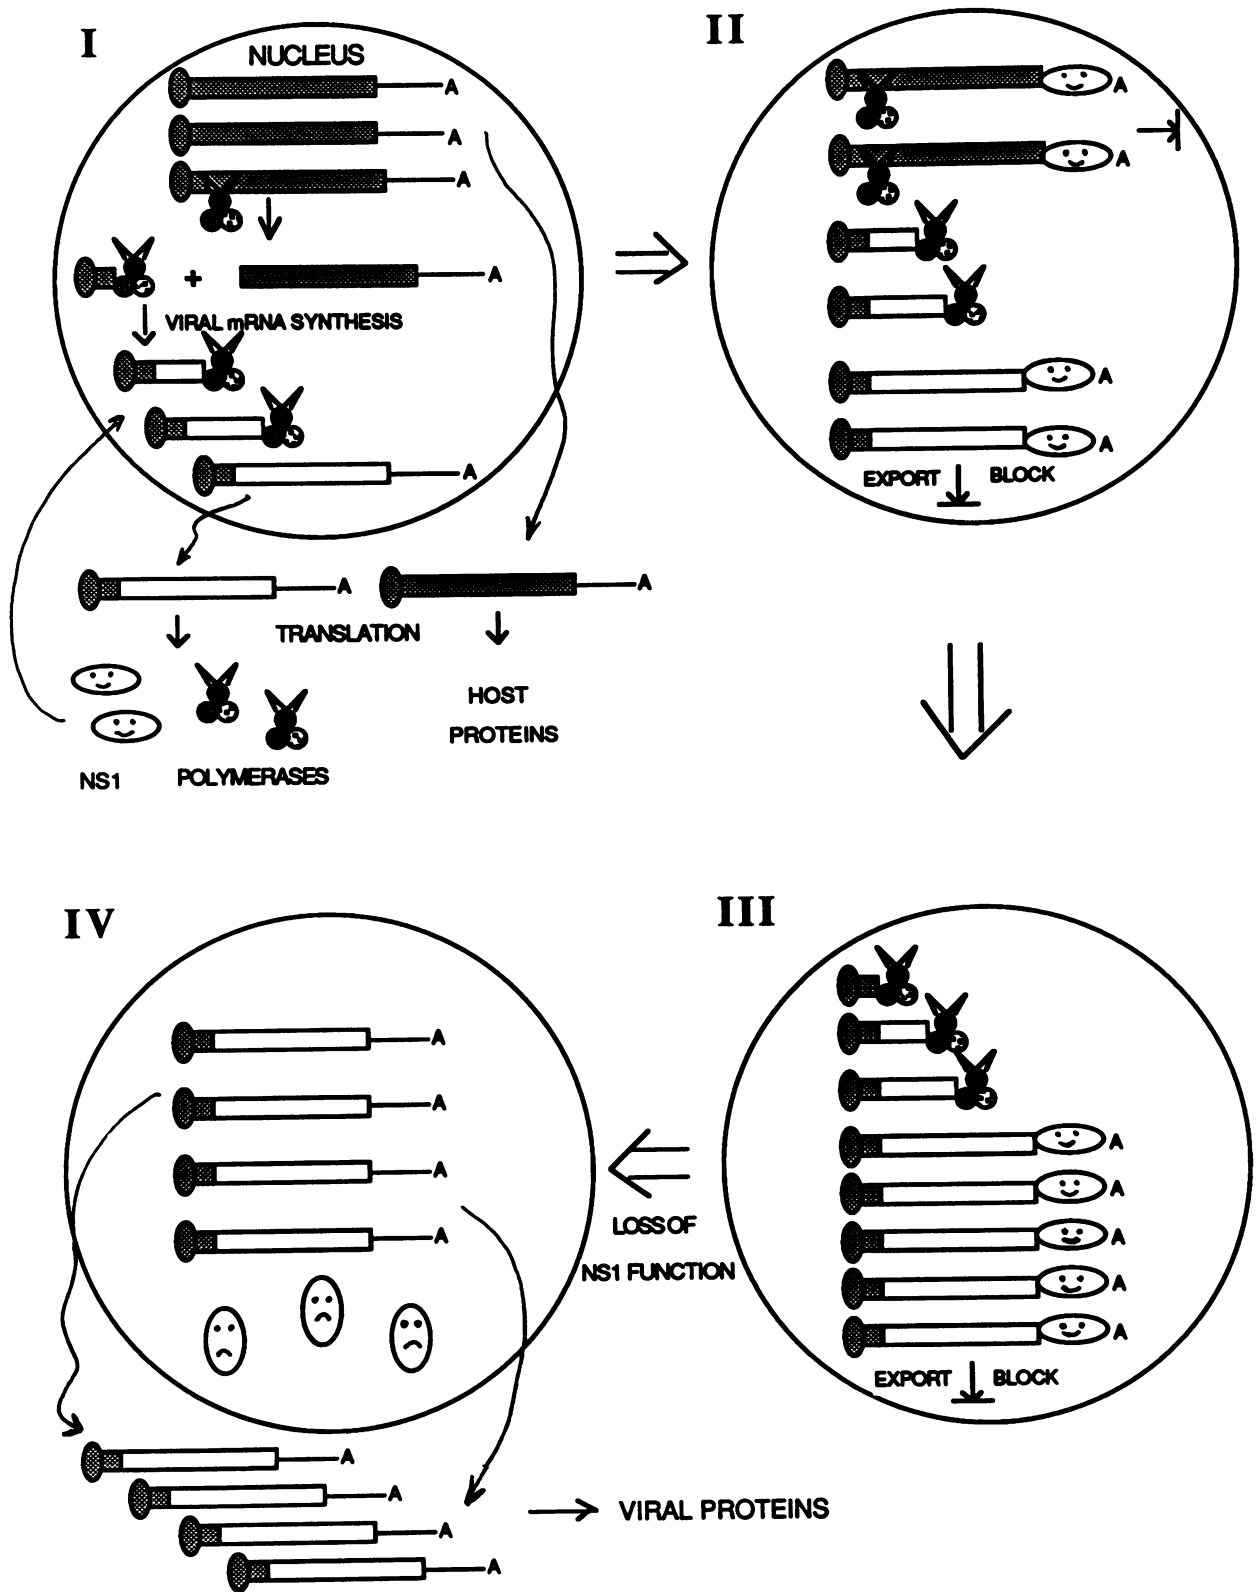 I
NUCLEUS
A
A
A
+
A
VIRAL mRNA SYNTHESIS
A
A
A
TRANSLATION
HOST
PROTEINS
NS1
POLYMERASES
II
A
A
A
A
EXPORT BLOCK
III
A
A
A
A
A
EXPORT BLOCK
LOSS OF
NS1 FUNCTION
IV
A
A
A
A
A
A
A
A
VIRAL PROTEINS